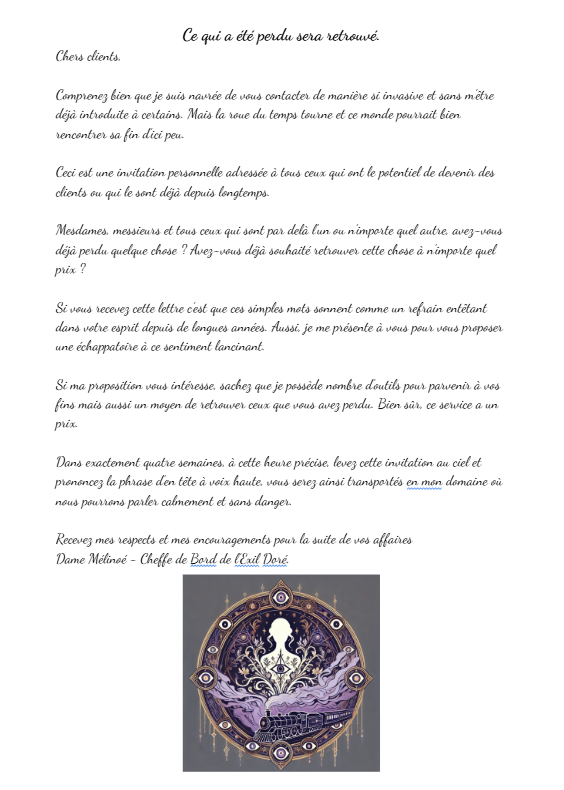 Ce qui a été perdu sera retrouvé.
Chers clients,
Comprenez bien que je suis navrée de vous contacter de manière si invasive et sans m'être
déjà introduite à certains. Mais la roue du temps tourne et ce monde pourrait bien
rencontrer sa fin d'ici peu.
Ceci est une invitation personnelle adressée à tous ceux qui ont le potentiel de devenir des
clients ou qui le sont déjà depuis longtemps.
Mesdames, messieurs et tous ceux qui sont par delà l'un ou n'importe quel autre, avez-vous
déjà perdu quelque chose ? Avez-vous déjà souhaité retrouver cette chose à n'importe quel
prix ?
Si vous recevez cette lettre c'est que ces simples mots sonnent comme un refrain entêtant
dans votre esprit depuis de longues années. Aussi, je me présente à vous pour vous proposer
une échappatoire à ce sentiment lancinant.
Si ma proposition vous intéresse, sachez que je possède nombre d'outils pour parvenir à vos
fins mais aussi un moyen de retrouver ceux que vous avez perdu. Bien sûr, ce service a un
prix.
Dans exactement quatre semaines, à cette heure précise, levez cette invitation au ciel et
prononcez la phrase d'en tête à voix haute, vous serez ainsi transportés en mon domaine où
nous pourrons parler calmement et sans danger.
Recevez mes respects et mes encouragements pour la suite de vos affaires
Dame Mélinoé - Cheffe de Bord de l'Exil Doré.